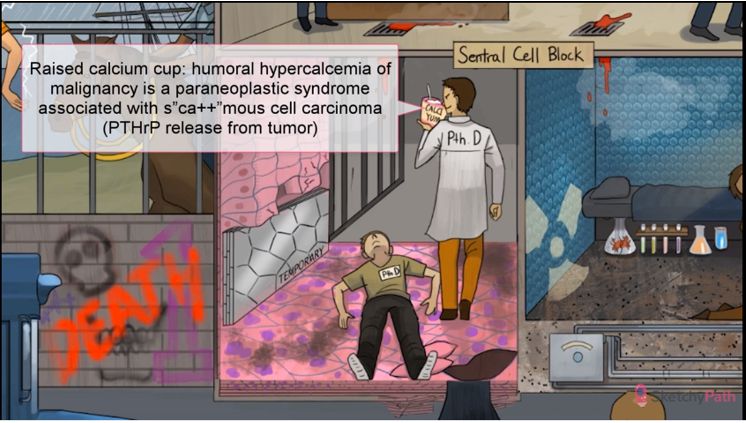 Raised calcium cup: humoral hypercalcemia of
malignancy is a paraneoplastic syndrome
associated with s"ca++"mous cell carcinoma
(PTHrP release from tumor)
Sentral Cell Block
CALCI
YUM
Pth. D
TEMPORARY
Pth D
DEATH
SketchyPath